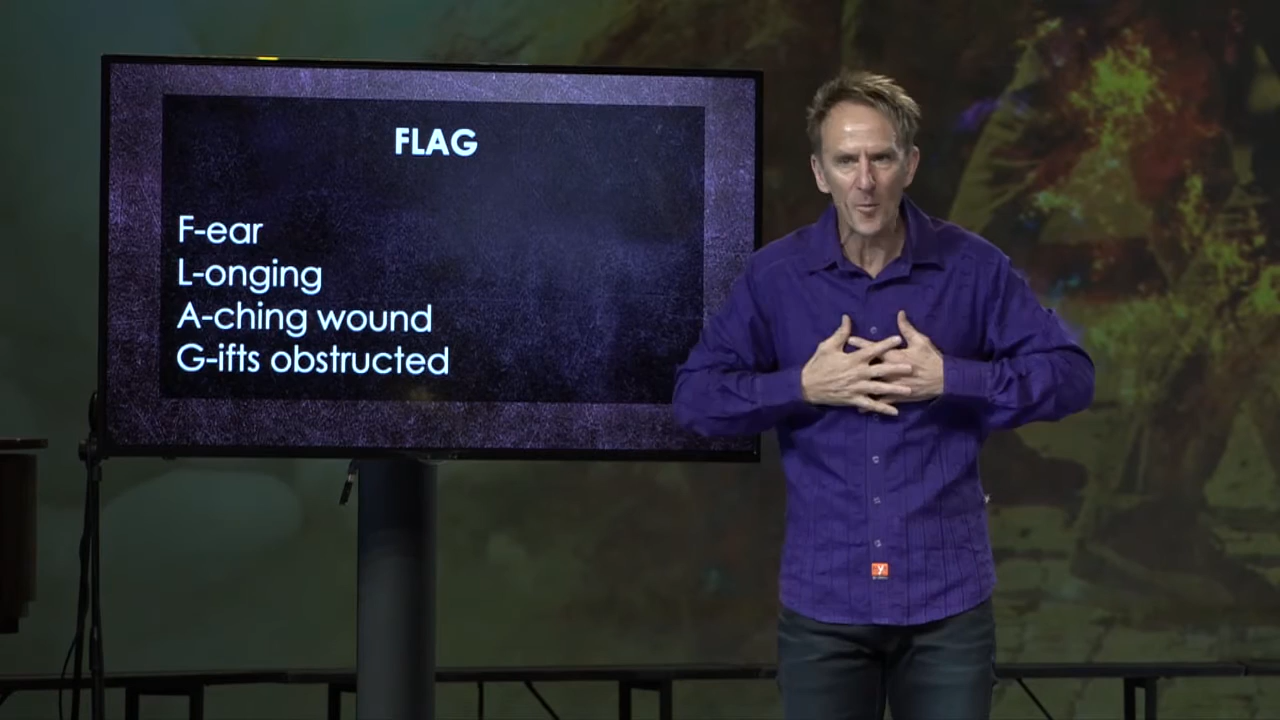 FLAG
F-ear
L-onging
A-ching wound
G-ifts obstructed